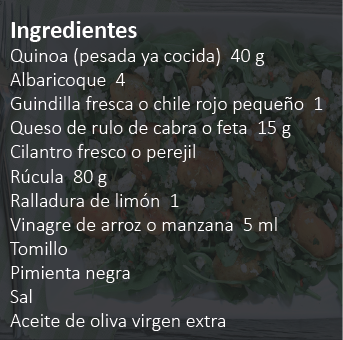 Ingredientes
Quinoa (pesada ya cocida) 40 g
Albaricoque 4
Guindilla fresca o chile rojo pequeño 1
Queso de rulo de cabra o feta 15 g
Cilantro fresco o perejil
Rúcula 80 g
Ralladura de limón 1
Vinagre de arroz o manzana 5 ml
Tomillo
Pimienta negra
Sal
Aceite de oliva virgen extra